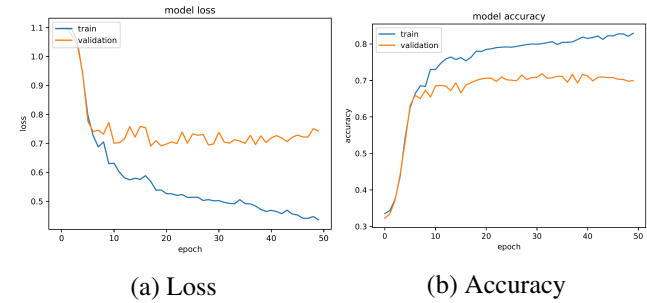 model loss
train
validation
1.1
1.0
0.9
0.8
0.7
0.6
0.5
loss
0 10 20 30 40 50
epoch
(a) Loss
model accuracy
train
validation
0.8
0.7
0.6
0.5
0.4
0.3
accuracy
0 10 20 30 40 50
epoch
(b) Accuracy